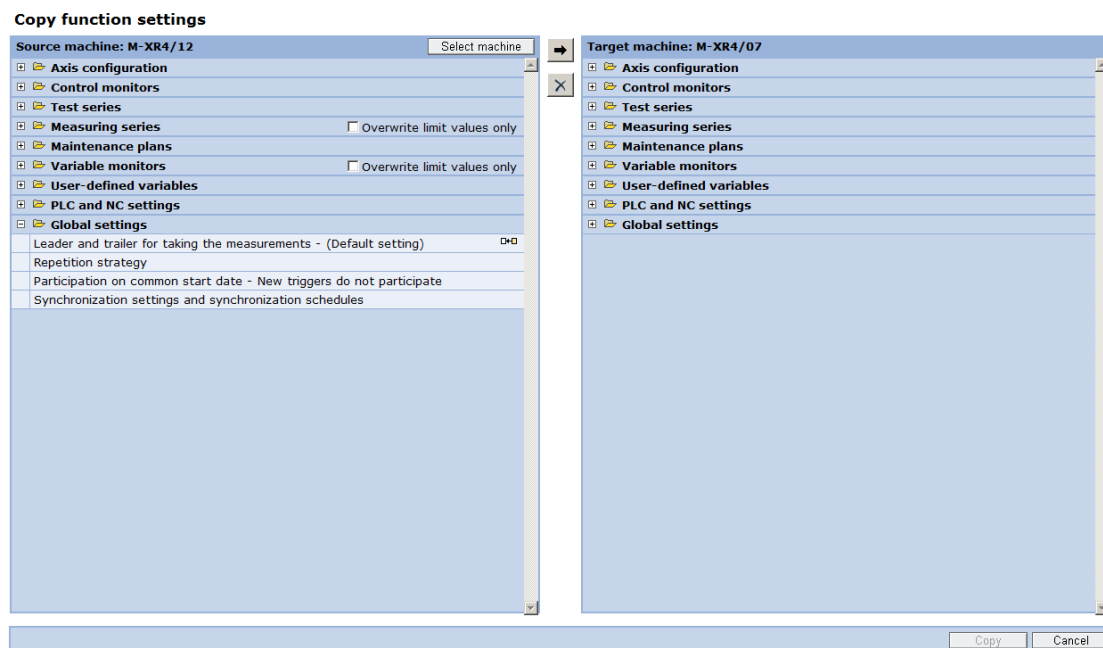 Copy function settings
Source machine: M-XR4/12
Select machine
Axis configuration
Control monitors
Test series
Measuring series
Overwrite limit values only
Maintenance plans
Variable monitors
Overwrite limit values only
User-defined variables
PLC and NC settings
Global settings
Leader and trailer for taking the measurements - (Default setting)
Repetition strategy
Participation on common start date - New triggers do not participate
Synchronization settings and synchronization schedules
Target machine: M-XR4/07
Axis configuration
Control monitors
Test series
Measuring series
Maintenance plans
Variable monitors
User-defined variables
PLC and NC settings
Global settings
Copy
Cancel